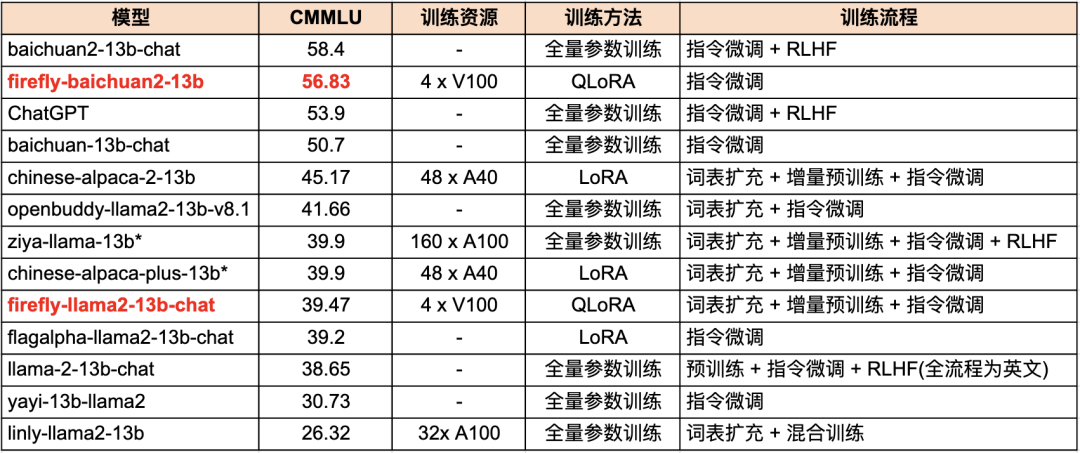 模型 CMMLU 训练资源 训练方法 训练流程
baichuan2-13b-chat 58.4 - 全量参数训练 指令微调 + RLHF
firefly-baichuan2-13b 56.83 4 x V100 QLoRA 指令微调
ChatGPT 53.9 - 全量参数训练 指令微调 + RLHF
baichuan-13b-chat 50.7 - 全量参数训练 指令微调
chinese-alpaca-2-13b 45.17 48 x A40 LoRA 词表扩充 + 增量预训练 + 指令微调
openbuddy-llama2-13b-v8.1 41.66 - 全量参数训练 词表扩充 + 指令微调
ziya-llama-13b* 39.9 160 x A100 全量参数训练 词表扩充 + 增量预训练 + 指令微调 + RLHF
chinese-alpaca-plus-13b* 39.9 48 x A40 LoRA 词表扩充 + 增量预训练 + 指令微调
firefly-llama2-13b-chat 39.47 4 x V100 QLoRA 词表扩充 + 增量预训练 + 指令微调
flagalpha-llama2-13b-chat 39.2 - LoRA 指令微调
llama-2-13b-chat 38.65 - 全量参数训练 预训练 + 指令微调 + RLHF(全流程为英文)
yayi-13b-llama2 30.73 - 全量参数训练 指令微调
linly-llama2-13b 26.32 32x A100 全量参数训练 词表扩充 + 混合训练